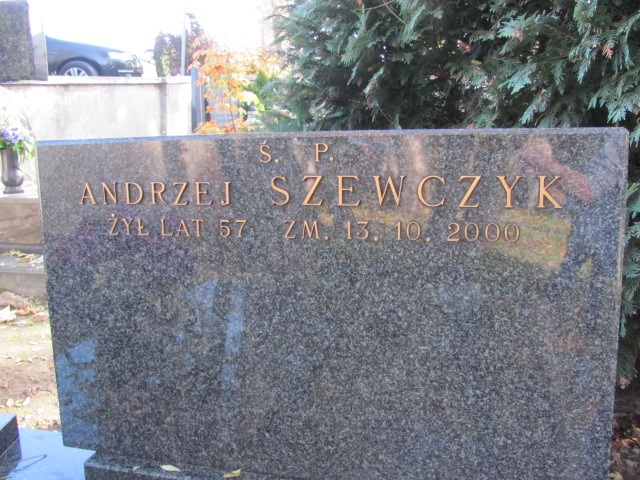 Ś. P.
ANDRZEJ SZEWCZYK
ŻYŁ LAT 57 ZM. 13. 10. 2000